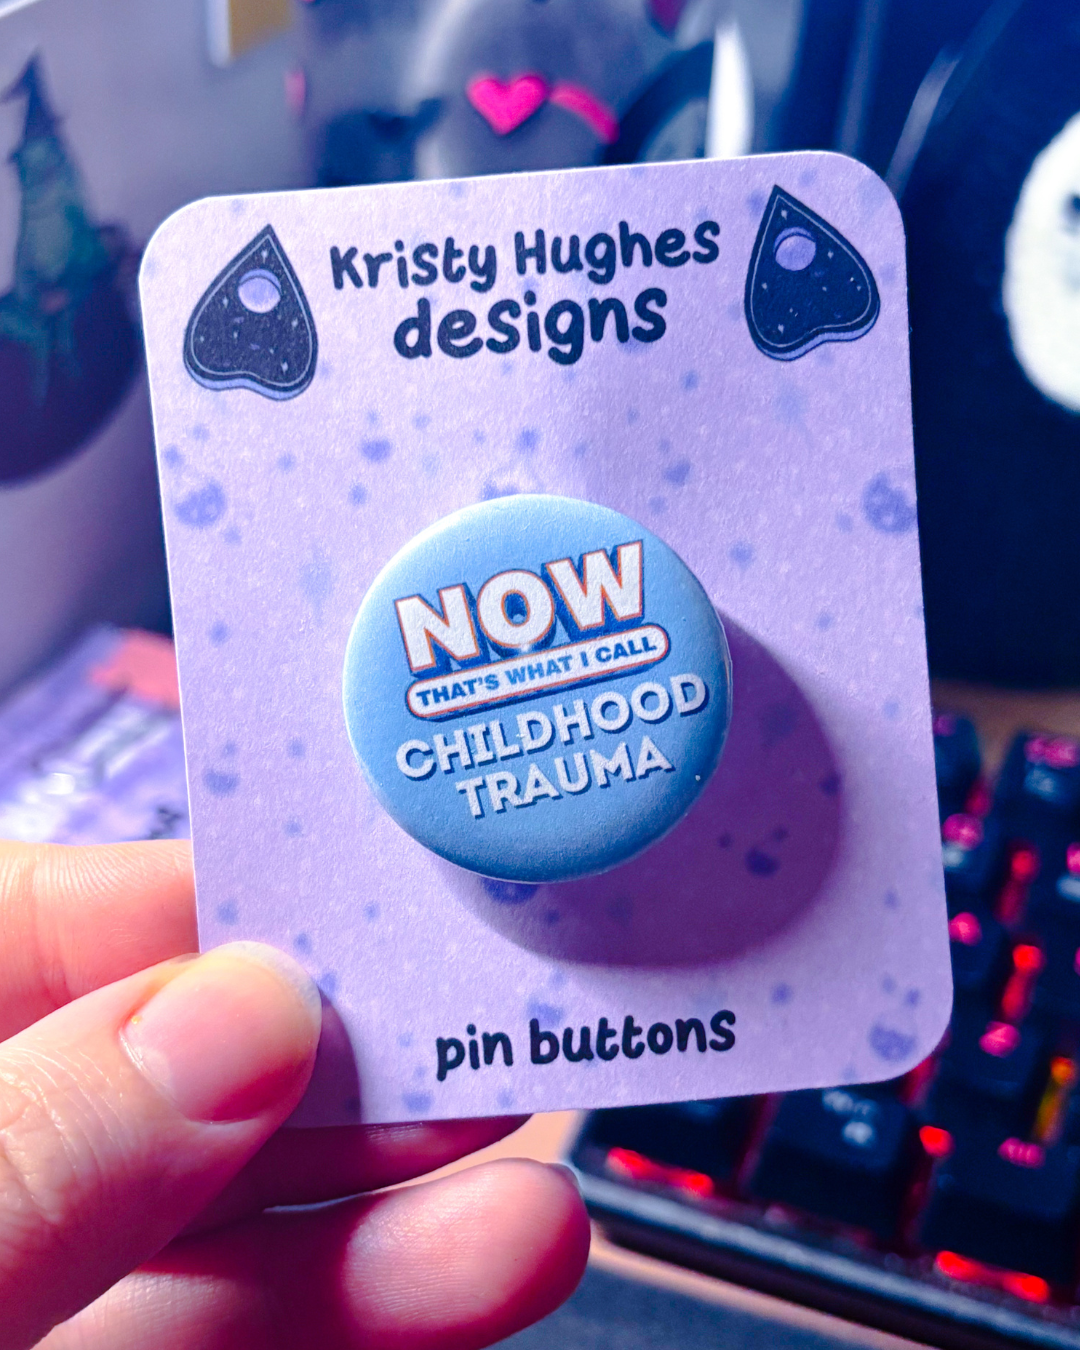 Kristy Hughes
designs
NOW
THAT'S WHAT I CALL
CHILDHOOD
TRAUMA
pin buttons